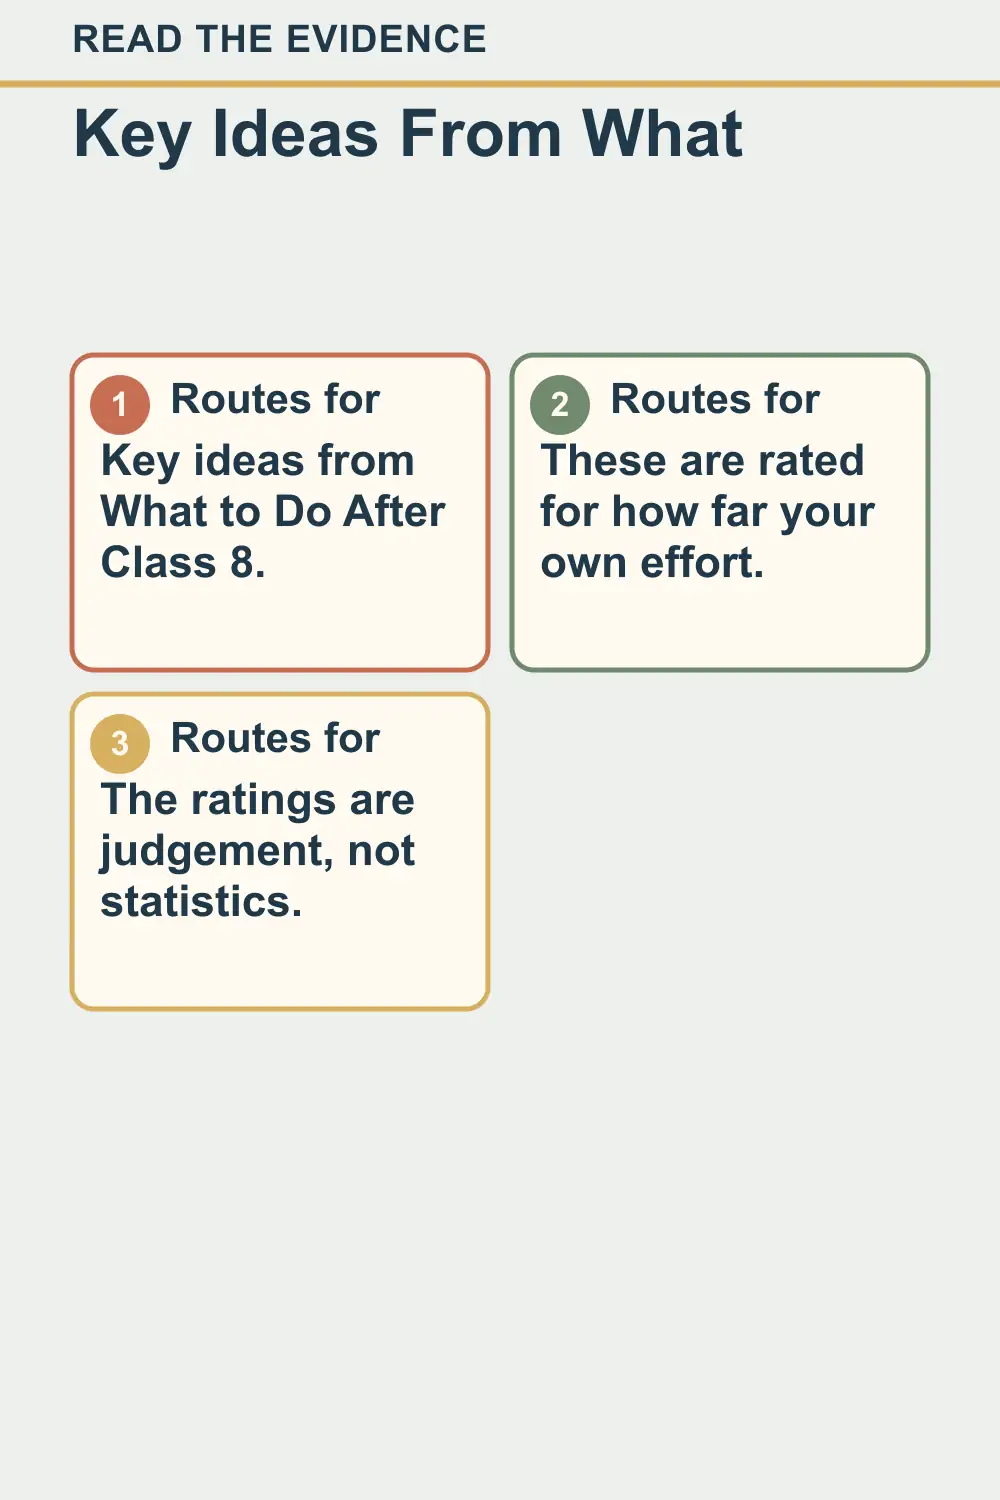 READ THE EVIDENCE
Key Ideas From What
1 Routes for
Key ideas from
What to Do After
Class 8.
2 Routes for
These are rated
for how far your
own effort.
3 Routes for
The ratings are
judgement, not
statistics.